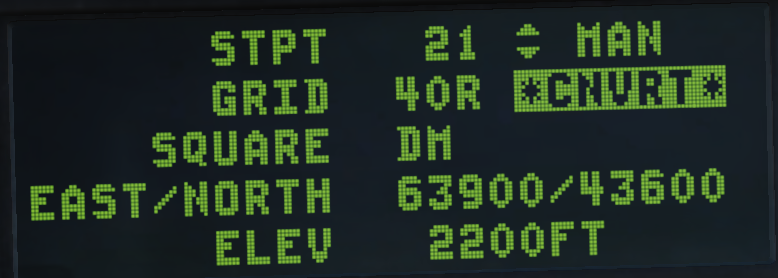 STPT 21 MAN
GRID 40R *CNVRT*
SQUARE DM
EAST/NORTH 63900/43600
ELEV 2200FT